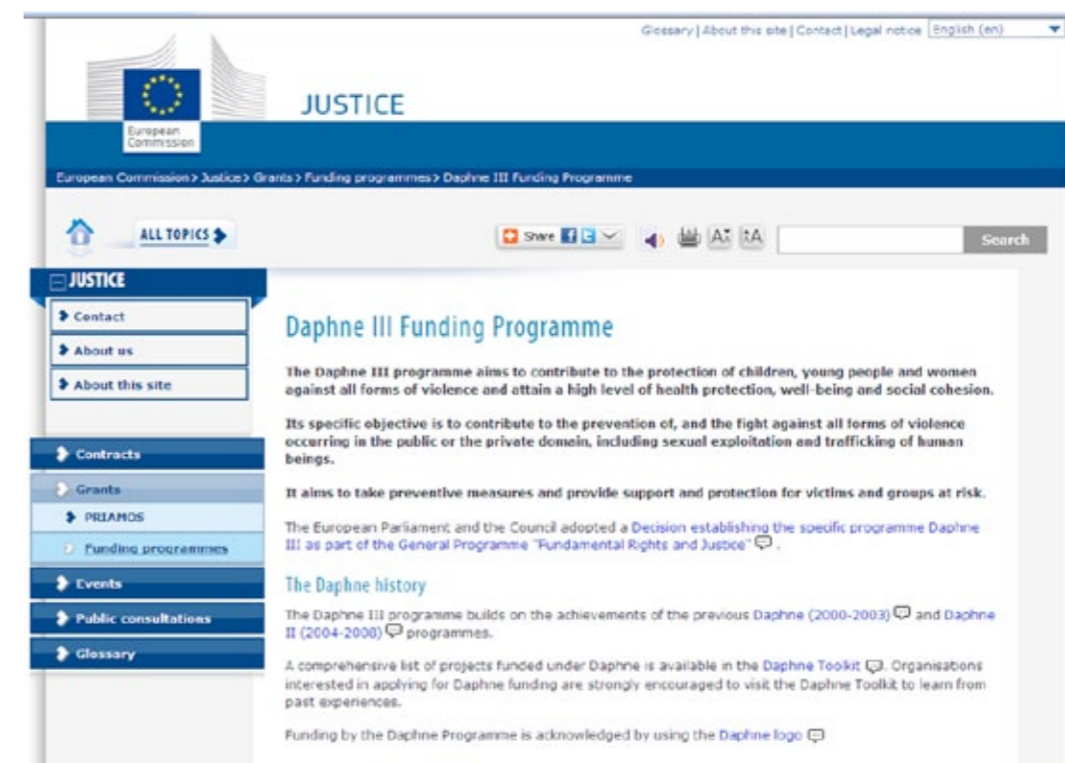 Glossary | About this site | Contact | Legal notice English (en)
European
Commission
JUSTICE
European Commission > Justice > Grants > Funding programmes > Daphne III Funding Programme
ALL TOPICS
Share
Search
JUSTICE
Contact
About us
About this site
Contracts
Grants
PRIAMOS
Funding programmes
Events
Public consultations
Glossary
Daphne III Funding Programme
The Daphne III programme aims to contribute to the protection of children, young people and women
against all forms of violence and attain a high level of health protection, well-being and social cohesion.
Its specific objective is to contribute to the prevention of, and the fight against all forms of violence
occurring in the public or the private domain, including sexual exploitation and trafficking of human
beings.
It aims to take preventive measures and provide support and protection for victims and groups at risk.
The European Parliament and the Council adopted a Decision establishing the specific programme Daphne
III as part of the General Programme "Fundamental Rights and Justice" .
The Daphne history
The Daphne III programme builds on the achievements of the previous Daphne (2000-2003) and Daphne
II (2004-2008) programmes.
A comprehensive list of projects funded under Daphne is available in the Daphne Toolkit . Organisations
interested in applying for Daphne funding are strongly encouraged to visit the Daphne Toolkit to learn from
past experiences.
Funding by the Daphne Programme is acknowledged by using the Daphne logo